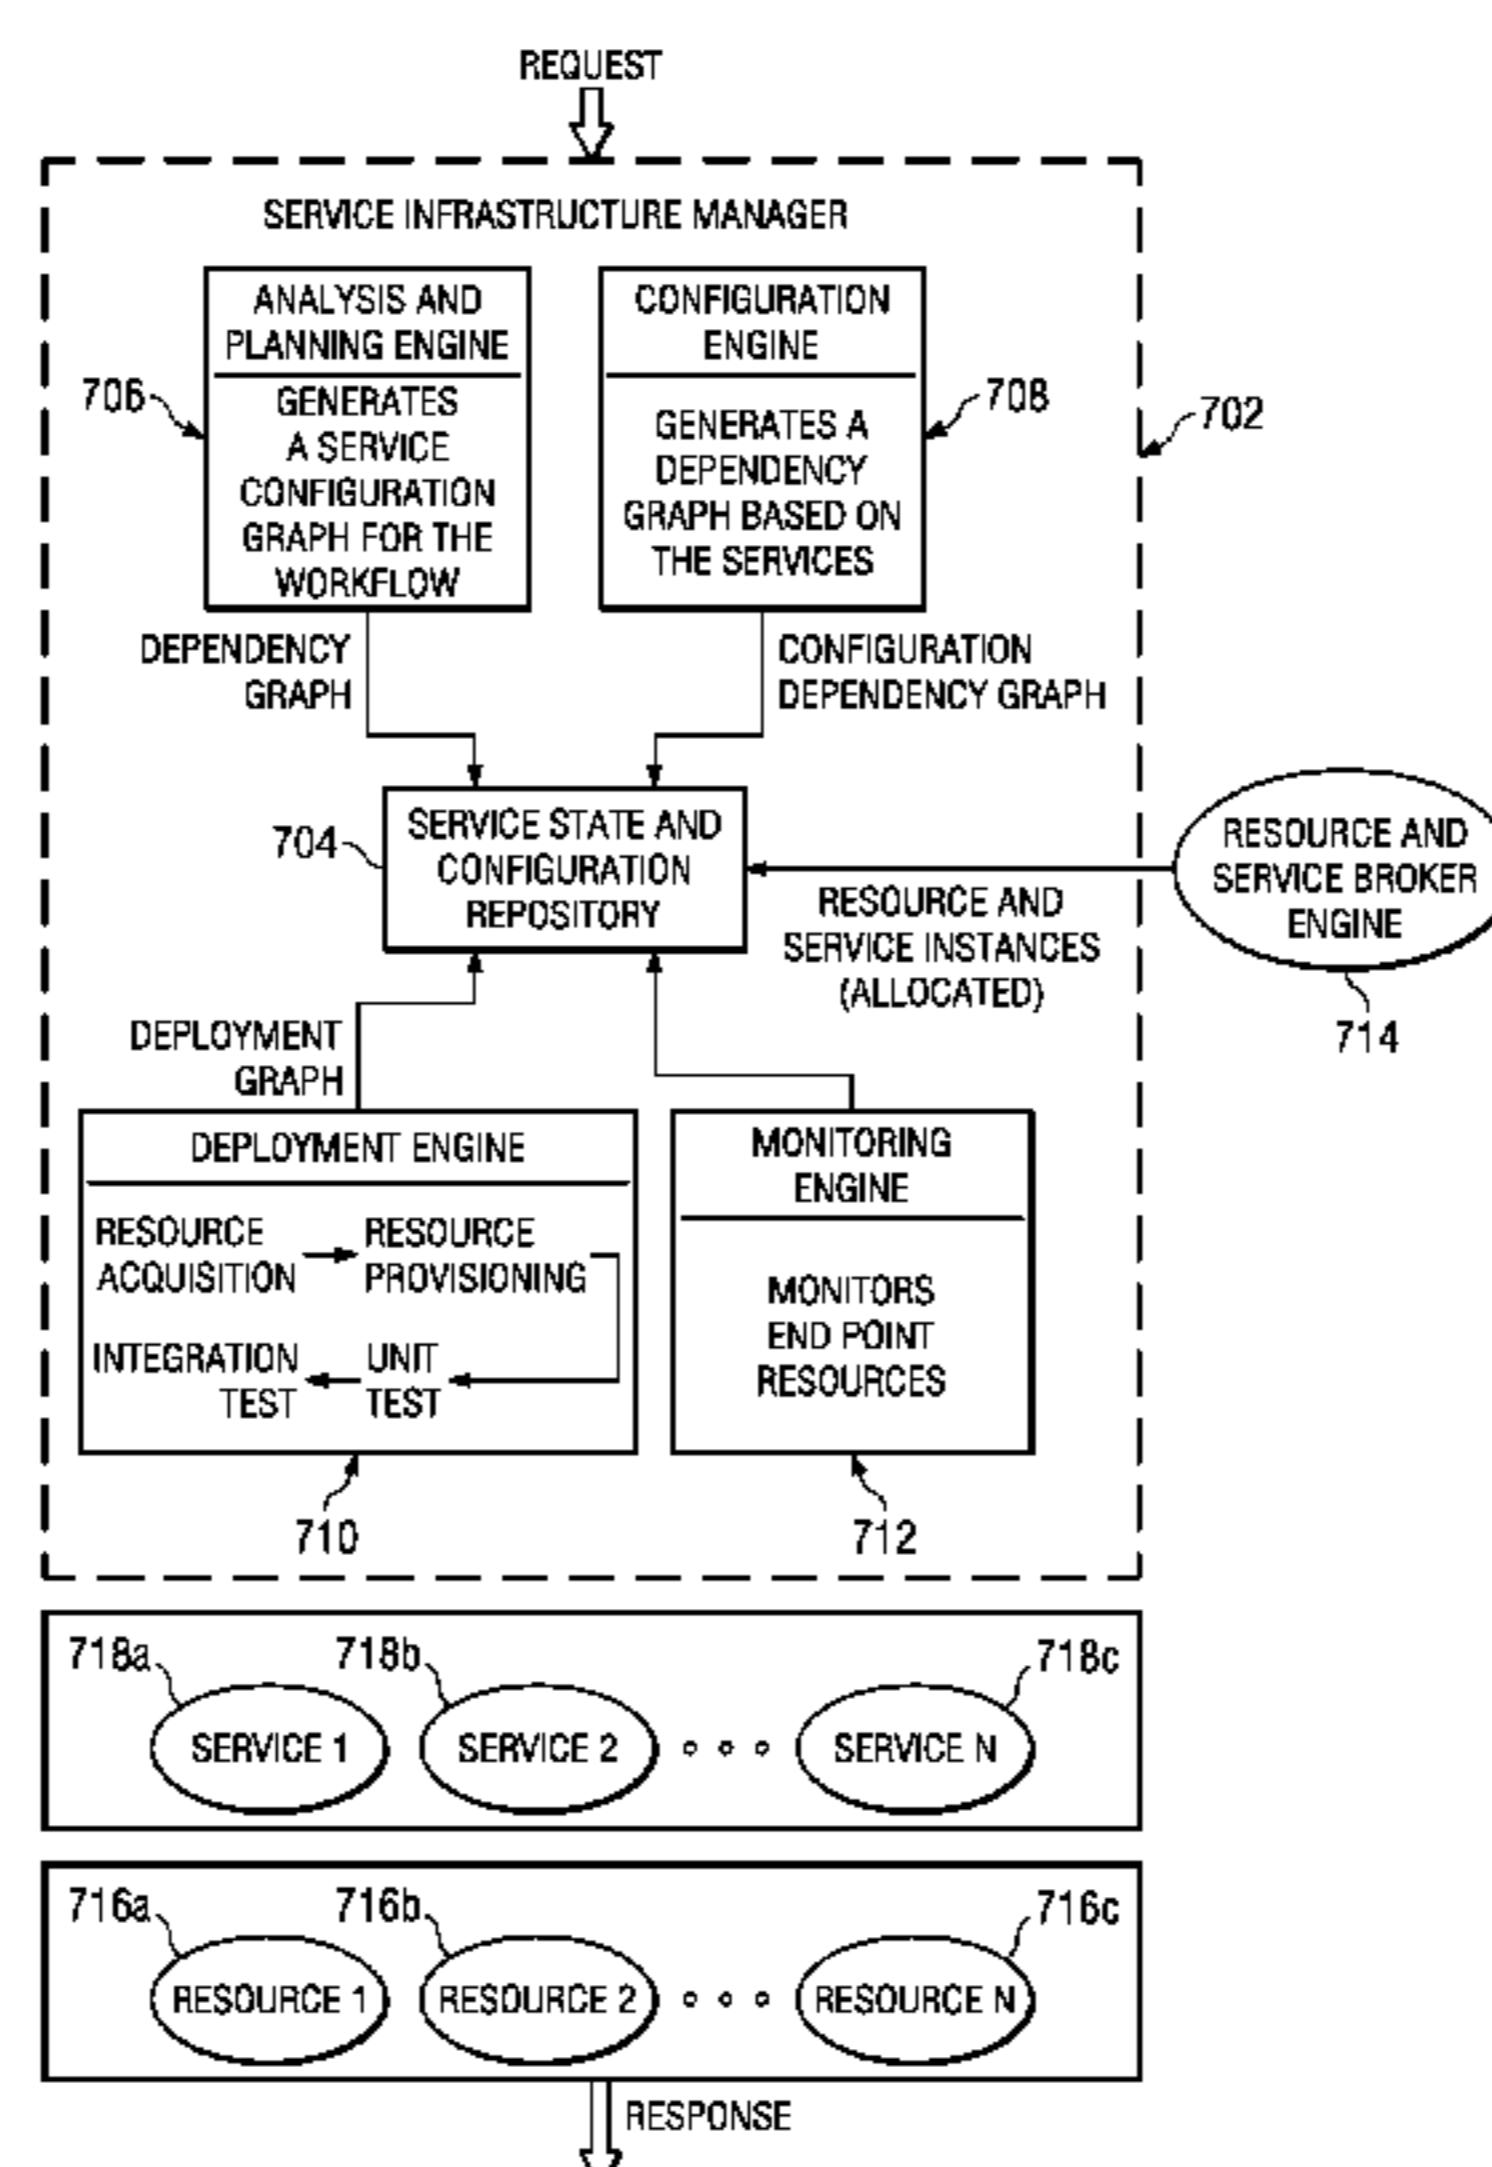 REQUEST
SERVICE INFRASTRUCTURE MANAGER
ANALYSIS AND
PLANNING ENGINE
GENERATES
A SERVICE
CONFIGURATION
GRAPH FOR THE
WORKFLOW
706
CONFIGURATION
ENGINE
GENERATES A
DEPENDENCY
GRAPH BASED ON
THE SERVICES
708
702
DEPENDENCY
GRAPH
CONFIGURATION
DEPENDENCY GRAPH
704
SERVICE STATE AND
CONFIGURATION
REPOSITORY
RESOURCE AND
SERVICE INSTANCES
(ALLOCATED)
RESOURCE AND
SERVICE BROKER
ENGINE
714
DEPLOYMENT
GRAPH
DEPLOYMENT ENGINE
RESOURCE
ACQUISITION
RESOURCE
PROVISIONING
INTEGRATION
TEST
UNIT
TEST
710
MONITORING
ENGINE
MONITORS
END POINT
RESOURCES
712
718a
718b
718c
SERVICE 1
SERVICE 2
SERVICE N
716a
716b
716c
RESOURCE 1
RESOURCE 2
RESOURCE N
RESPONSE